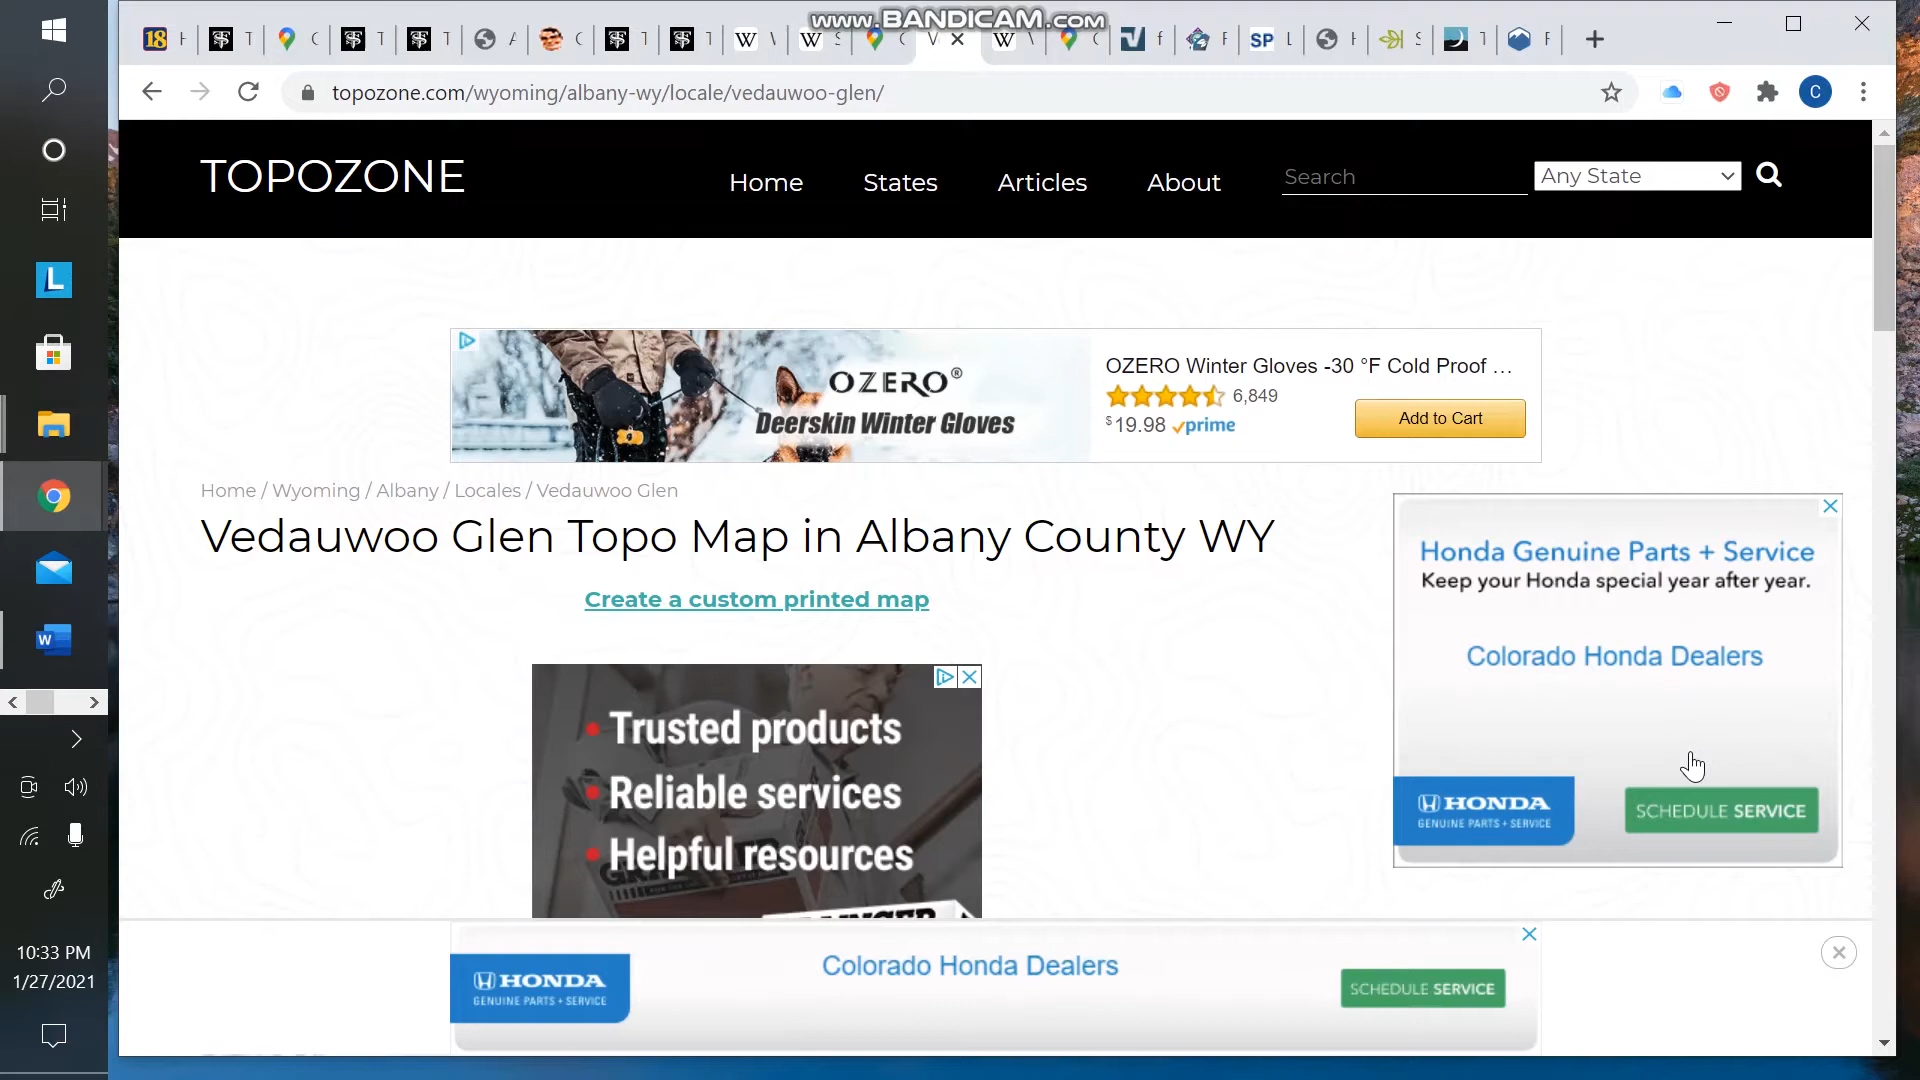 www.BANDICAM.com
topozone.com/wyoming/albany-wy/locale/vedauwoo-glen/
C
TOPOZONE
Home
States
Articles
About
Search
Any State
OZERO®
Deerskin Winter Gloves
OZERO Winter Gloves -30 °F Cold Proof ...
6,849
$19.98 prime
Add to Cart
Home / Wyoming / Albany / Locales / Vedauwoo Glen
Vedauwoo Glen Topo Map in Albany County WY
Create a custom printed map
Honda Genuine Parts + Service
Keep your Honda special year after year.
Colorado Honda Dealers
HONDA
GENUINE PARTS + SERVICE
SCHEDULE SERVICE
• Trusted products
• Reliable services
• Helpful resources
HONDA
GENUINE PARTS + SERVICE
Colorado Honda Dealers
SCHEDULE SERVICE
10:33 PM
1/27/2021